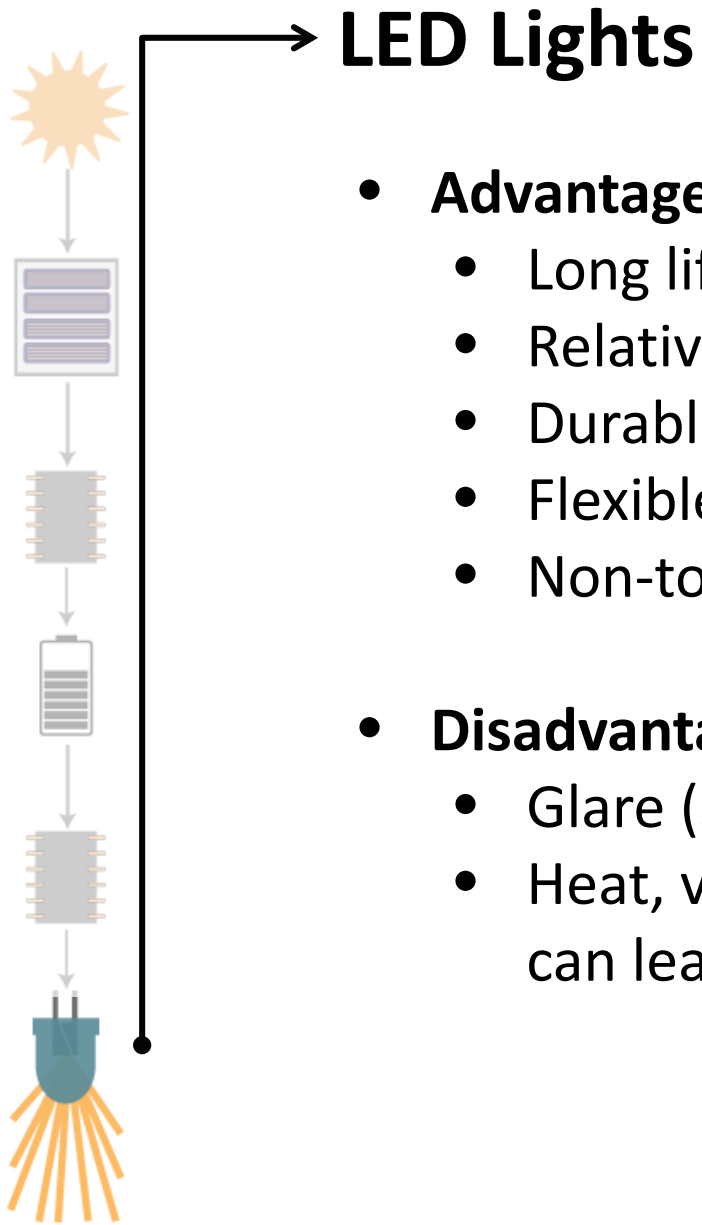 LED Lights
• Advantage
• Long lif
• Relativ
• Durabl
• Flexible
• Non-to
• Disadvanta
• Glare (
• Heat, v
can lea